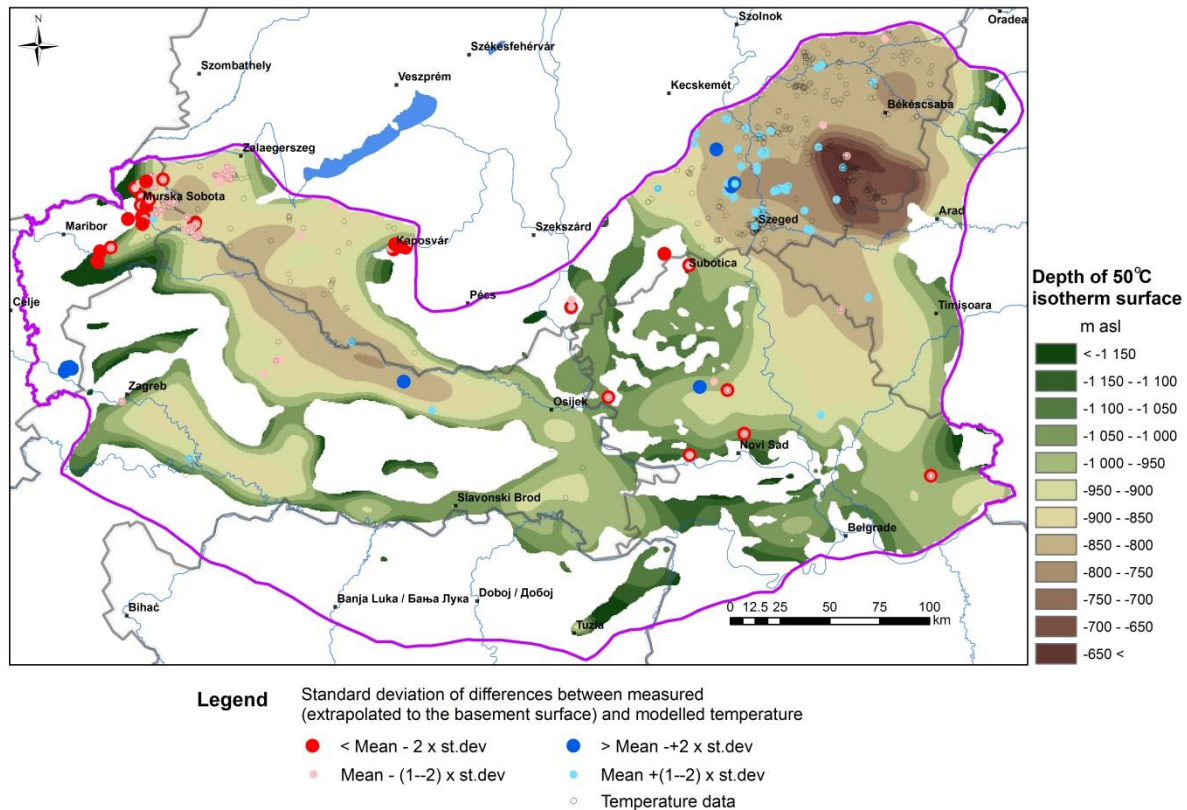 N
Szolnok
Oradea
Székesfehérvár
Szombathely
Veszprém
Kecskemét
Békéscsaba
Zalaegerszeg
Murska Sobota
Maribor
Szekszárd
Szeged
Arad
Kaposvár
Subotica
Celje
Pécs
Timișoara
Zagreb
Osijek
Novi Sad
Slavonski Brod
Belgrade
Banja Luka / Бања Лука
Doboj / Добој
Bihać
Tuzla
0 12.5 25 50 75 100
km
Depth of 50°C
isotherm surface
m asl
< -1 150
-1 150 - -1 100
-1 100 - -1 050
-1 050 - -1 000
-1 000 - -950
-950 - -900
-900 - -850
-850 - -800
-800 - -750
-750 - -700
-700 - -650
-650 <
Legend
Standard deviation of differences between measured
(extrapolated to the basement surface) and modelled temperature
< Mean - 2 x st.dev
> Mean -+2 x st.dev
Mean - (1--2) x st.dev
Mean +(1--2) x st.dev
Temperature data